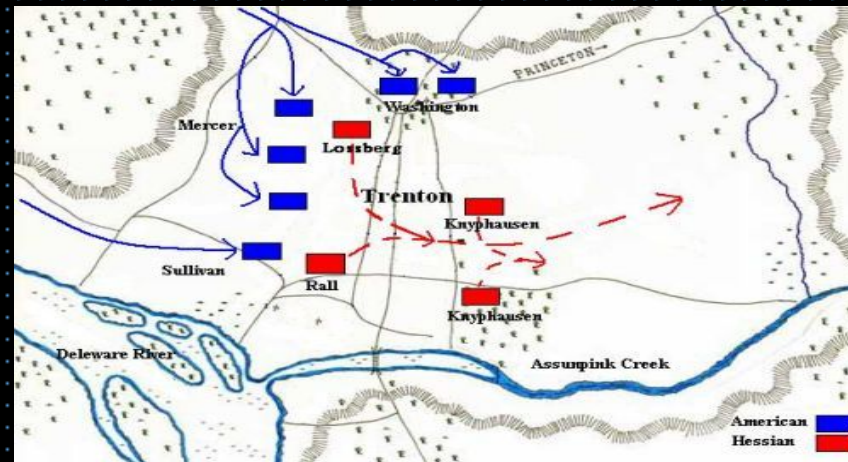 PRINCETON→
Washington
Mercer
Lossberg
Trenton
Knyphausen
Sullivan
Rall
Knyphausen
Deleware River
Assunpink Creek
American
Hessian